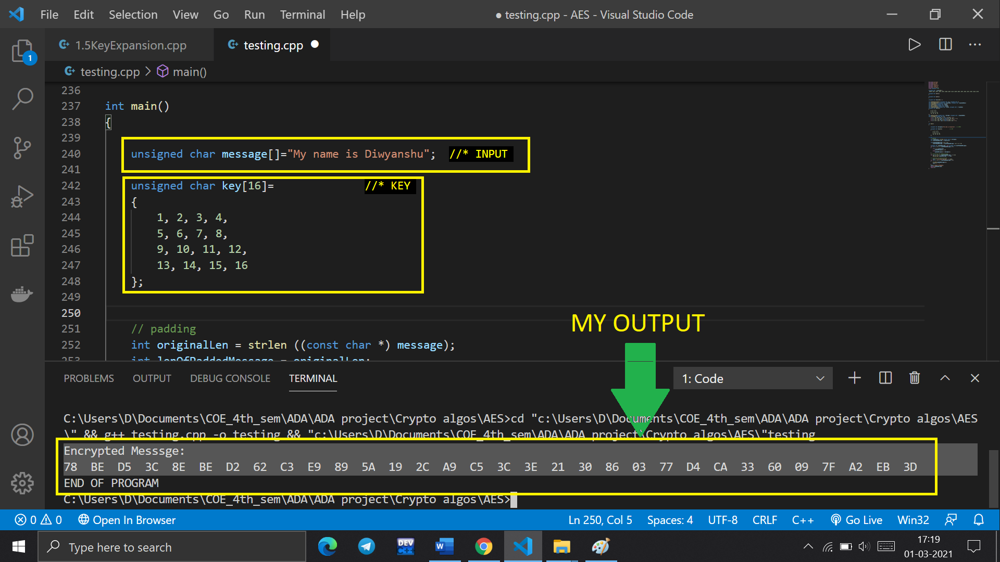 File Edit Selection View Go Run Terminal Help ● testing.cpp - AES - Visual Studio Code
1.5KeyExpansion.cpp testing.cpp
1
testing.cpp > main()
236
237 int main()
238 {
239
240 unsigned char message[]="My name is Diwyanshu"; //* INPUT
241
242 unsigned char key[16]= //* KEY
243 {
244 1, 2, 3, 4,
245 5, 6, 7, 8,
246 9, 10, 11, 12,
247 13, 14, 15, 16
248 };
249
250
MY OUTPUT
251 // padding
252 int originalLen = strlen ((const char *) message);
253 int lenOfPaddedMessage = originalLen;
PROBLEMS OUTPUT DEBUG CONSOLE TERMINAL 1: Code
C:\Users\D\Documents\COE_4th_sem\ADA\ADA project\Crypto algos\AES>cd "c:\Users\D\Documents\COE_4th_sem\ADA\ADA project\Crypto algos\AES
\" && g++ testing.cpp -o testing && "c:\Users\D\Documents\COE_4th_sem\ADA\ADA project\Crypto algos\AES\"testing
Encrypted Messsge:
78 BE D5 3C 8E BE D2 62 C3 E9 89 5A 19 2C A9 C5 3C 3E 21 30 86 03 77 D4 CA 33 60 09 7F A2 EB 3D
END OF PROGRAM
C:\Users\D\Documents\COE_4th_sem\ADA\ADA project\Crypto algos\AES>
0 0 Open In Browser Ln 250, Col 5 Spaces: 4 UTF-8 CRLF C++ Go Live Win32
Type here to search DEV C++ W 17:19
01-03-2021